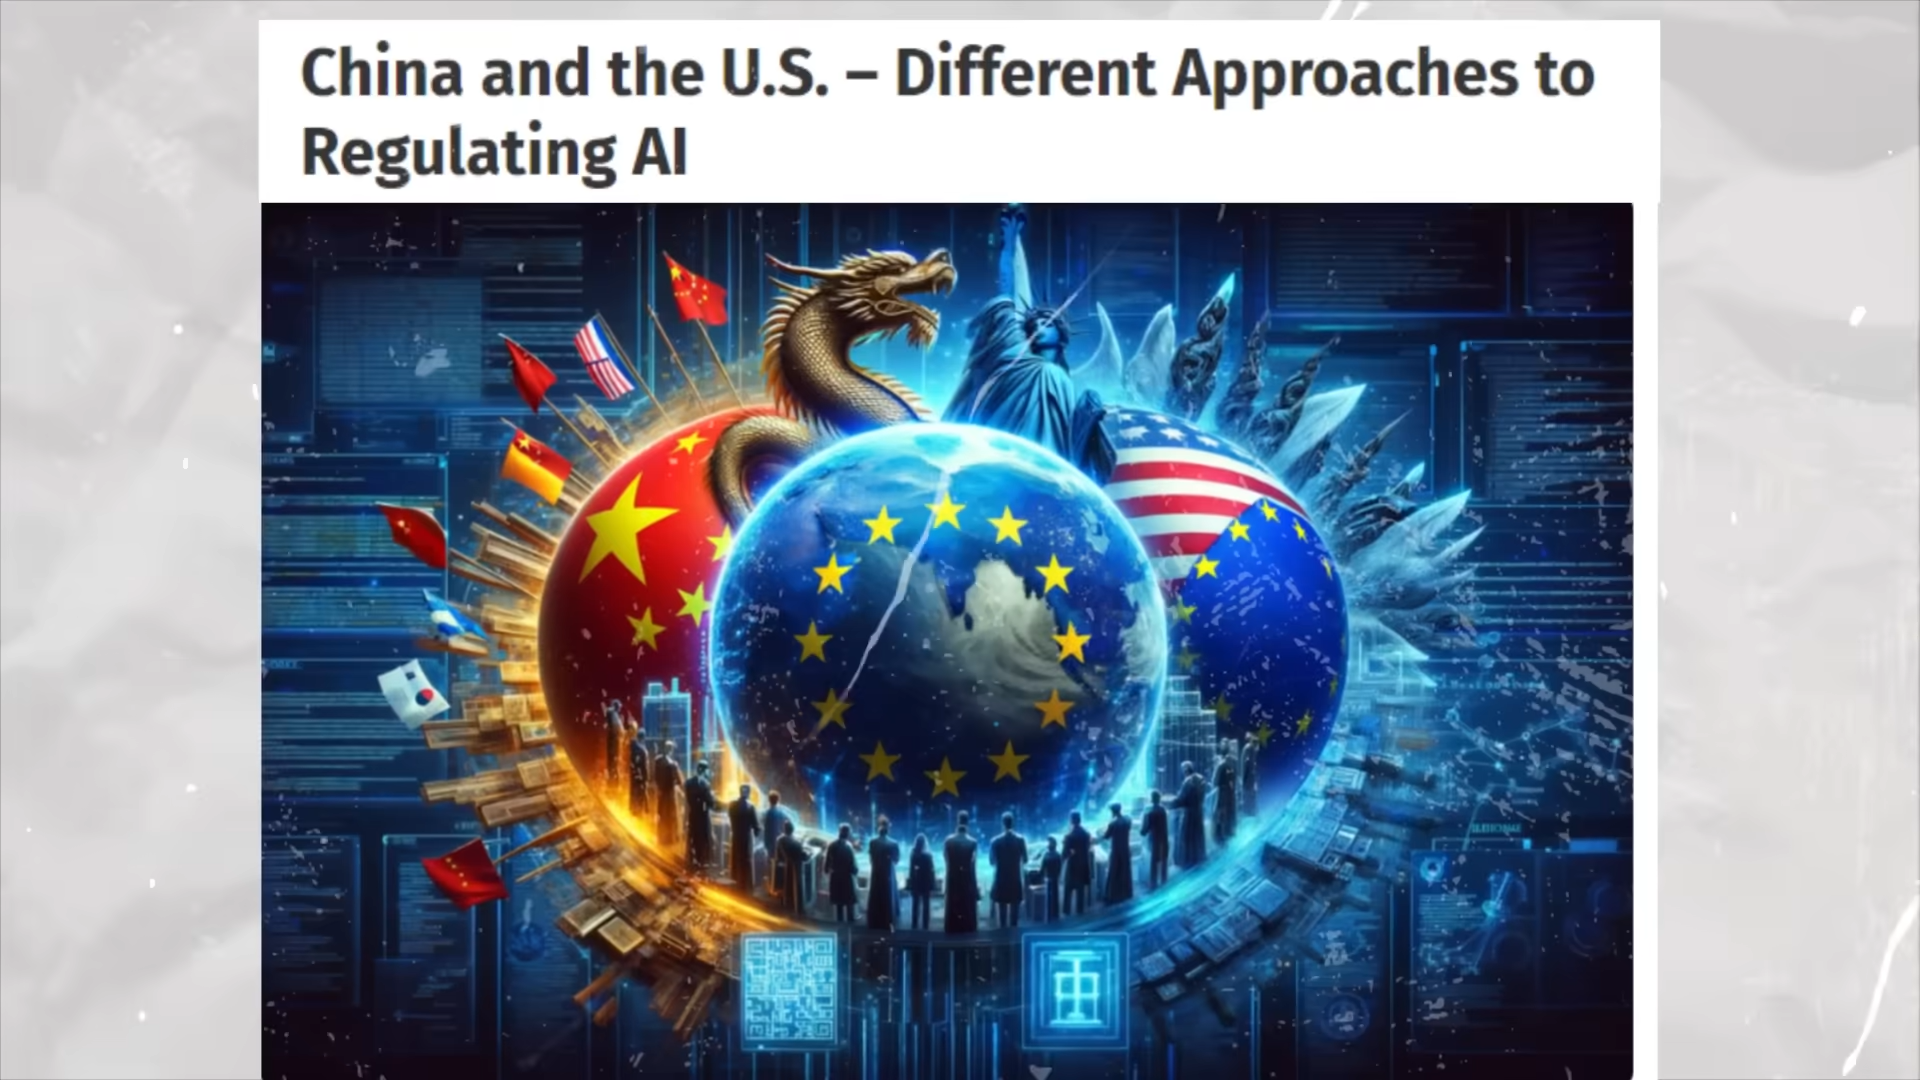 China and the U.S. – Different Approaches to
Regulating AI